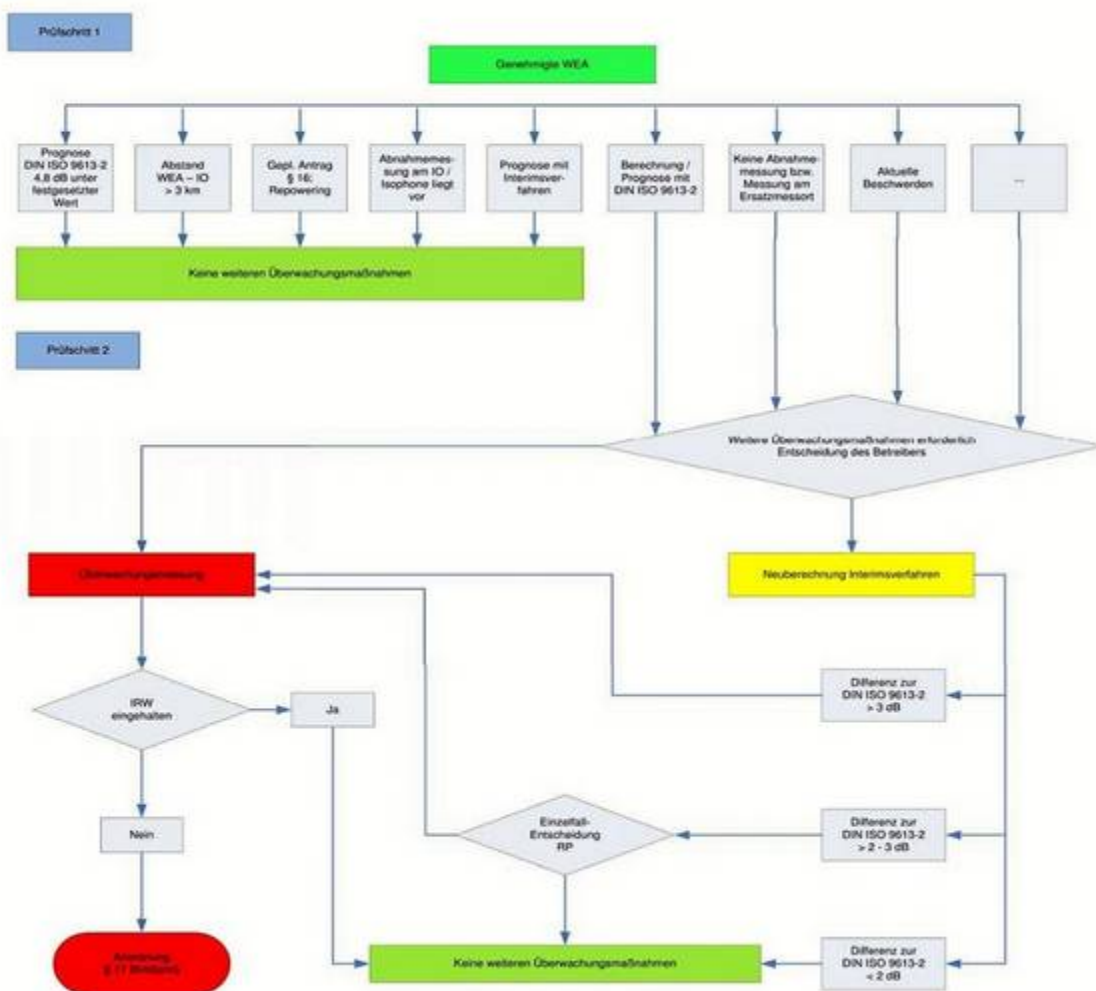 Prüfschritt 1
Genehmigte WEA
Prognose
DIN ISO 9613-2
4,8 dB unter
festgesetzter
Wert
Abstand
WEA – IO
> 3 km
Gepl. Antrag
§ 16;
Repowering
Abnahmemes-
sung am IO /
Isophone liegt
vor
Prognose mit
Interimsver-
fahren
Berechnung /
Prognose mit
DIN ISO 9613-2
Keine Abnahme-
messung bzw.
Messung am
Ersatzmessort
Aktuelle
Beschwerden
...
Keine weiteren Überwachungsmaßnahmen
Prüfschritt 2
Weitere Überwachungsmaßnahmen erforderlich
Entscheidung des Betreibers
Überwachungsmessung
Neuberechnung Interimsverfahren
Differenz zur
DIN ISO 9613-2
> 3 dB
IRW
eingehalten
Ja
Einzelfall-
Entscheidung
RP
Differenz zur
DIN ISO 9613-2
> 2 - 3 dB
Nein
Anordnung
§ 17
Keine weiteren Überwachungsmaßnahmen
Differenz zur
DIN ISO 9613-2
< 2 dB